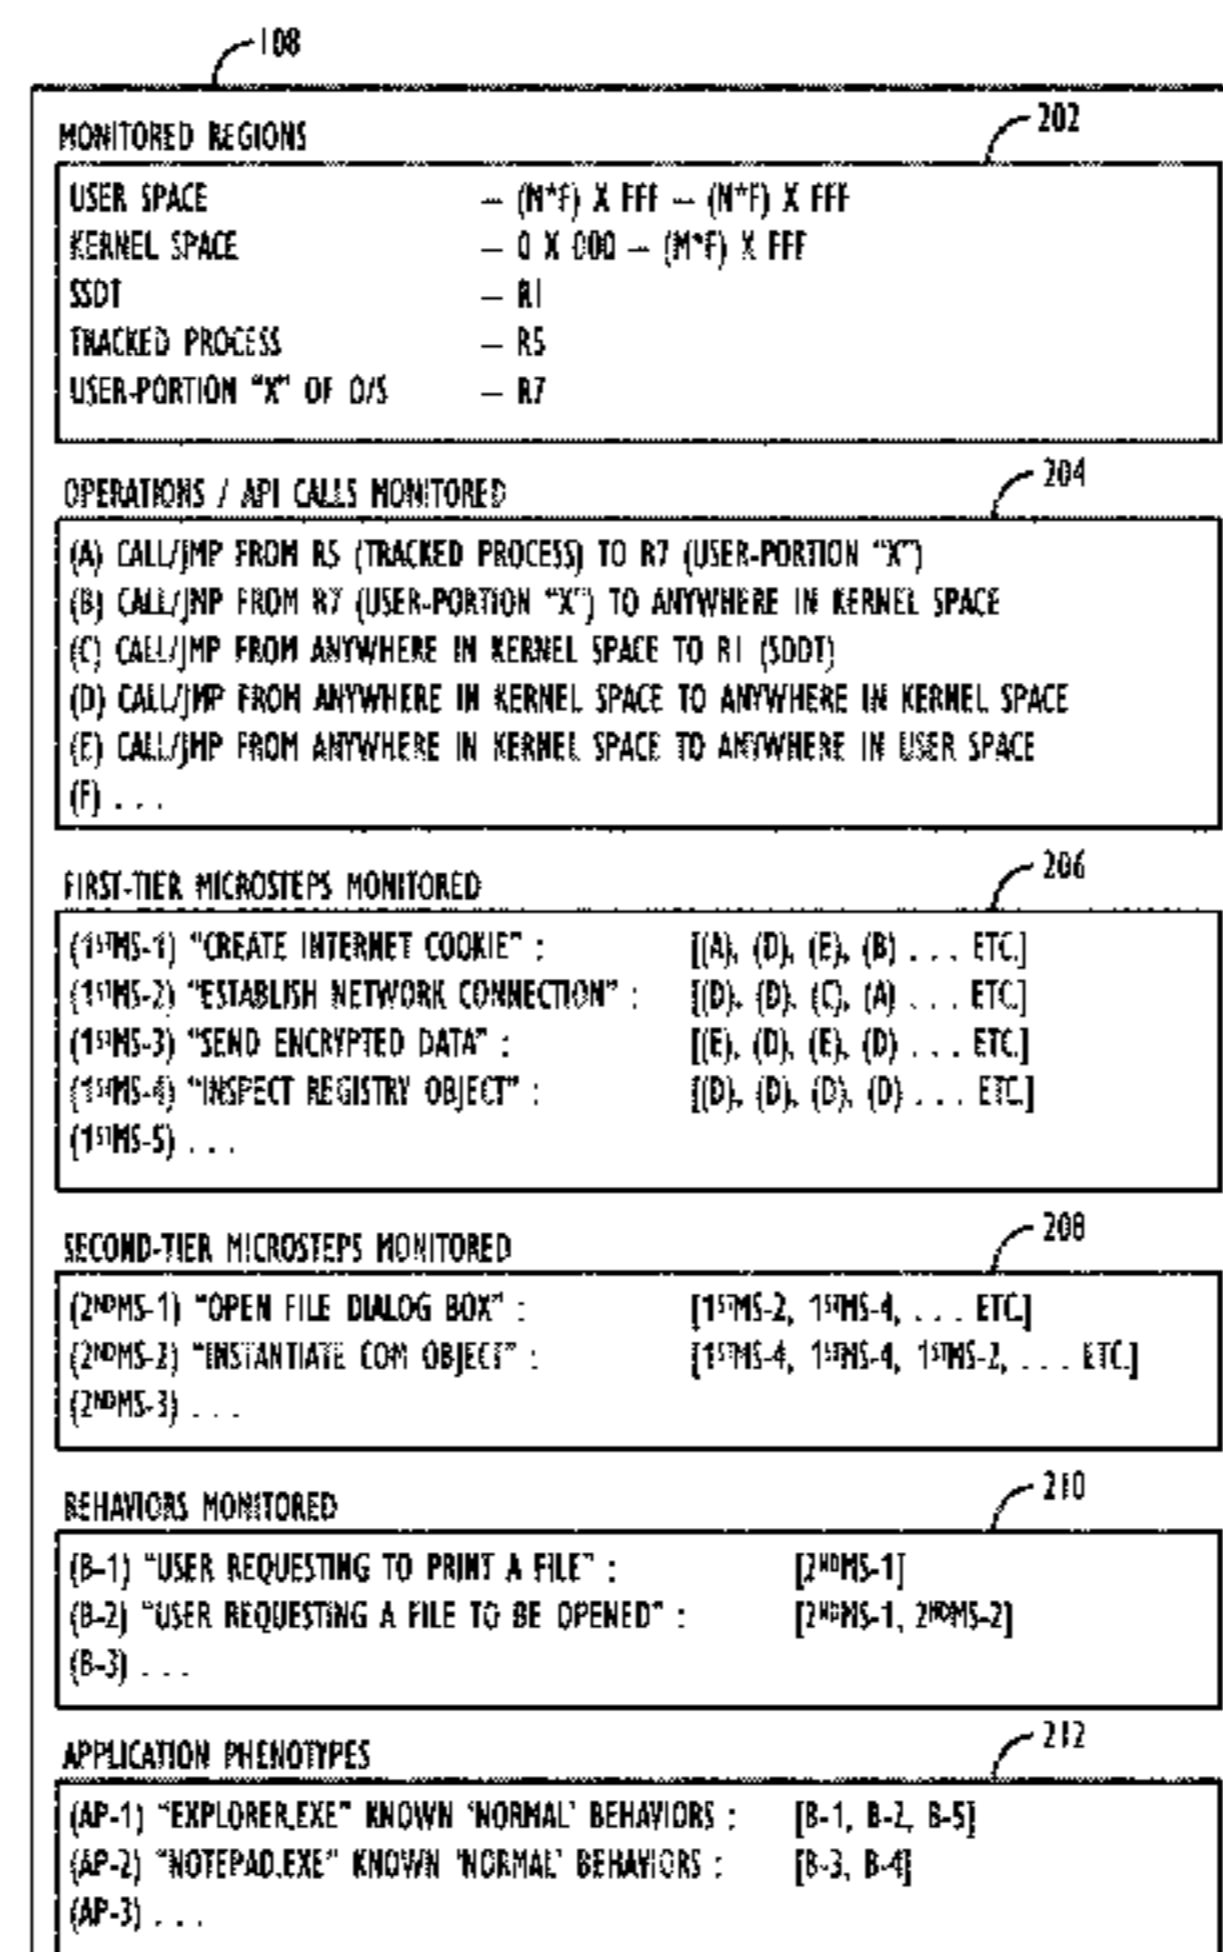 108
MONITORED REGIONS
202
USER SPACE – (N*F) X FFF – (N*F) X FFF
KERNEL SPACE – 0 X 000 – (M*F) X FFF
SSDT – R1
TRACKED PROCESS – R5
USER-PORTION “X” OF O/S – R7
OPERATIONS / API CALLS MONITORED
204
(A) CALL/JMP FROM R5 (TRACKED PROCESS) TO R7 (USER-PORTION “X”)
(B) CALL/JMP FROM R7 (USER-PORTION “X”) TO ANYWHERE IN KERNEL SPACE
(C) CALL/JMP FROM ANYWHERE IN KERNEL SPACE TO R1 (SDDT)
(D) CALL/JMP FROM ANYWHERE IN KERNEL SPACE TO ANYWHERE IN KERNEL SPACE
(E) CALL/JMP FROM ANYWHERE IN KERNEL SPACE TO ANYWHERE IN USER SPACE
(F) . . .
FIRST-TIER MICROSTEPS MONITORED
206
(1STMS-1) “CREATE INTERNET COOKIE” : [(A), (D), (E), (B) . . . ETC.]
(1STMS-2) “ESTABLISH NETWORK CONNECTION” : [(D), (D), (C), (A) . . . ETC.]
(1STMS-3) “SEND ENCRYPTED DATA” : [(E), (D), (E), (D) . . . ETC.]
(1STMS-4) “INSPECT REGISTRY OBJECT” : [(D), (D), (D), (D) . . . ETC.]
(1STMS-5) . . .
SECOND-TIER MICROSTEPS MONITORED
208
(2NDMS-1) “OPEN FILE DIALOG BOX” : [1STMS-2, 1STMS-4, . . . ETC.]
(2NDMS-2) “INSTANTIATE COM OBJECT” : [1STMS-4, 1STMS-4, 1STMS-2, . . . ETC.]
(2NDMS-3) . . .
BEHAVIORS MONITORED
210
(B-1) “USER REQUESTING TO PRINT A FILE” : [2NDMS-1]
(B-2) “USER REQUESTING A FILE TO BE OPENED” : [2NDMS-1, 2NDMS-2]
(B-3) . . .
APPLICATION PHENOTYPES
212
(AP-1) “EXPLORER.EXE” KNOWN ‘NORMAL’ BEHAVIORS : [B-1, B-2, B-5]
(AP-2) “NOTEPAD.EXE” KNOWN ‘NORMAL’ BEHAVIORS : [B-3, B-4]
(AP-3) . . .